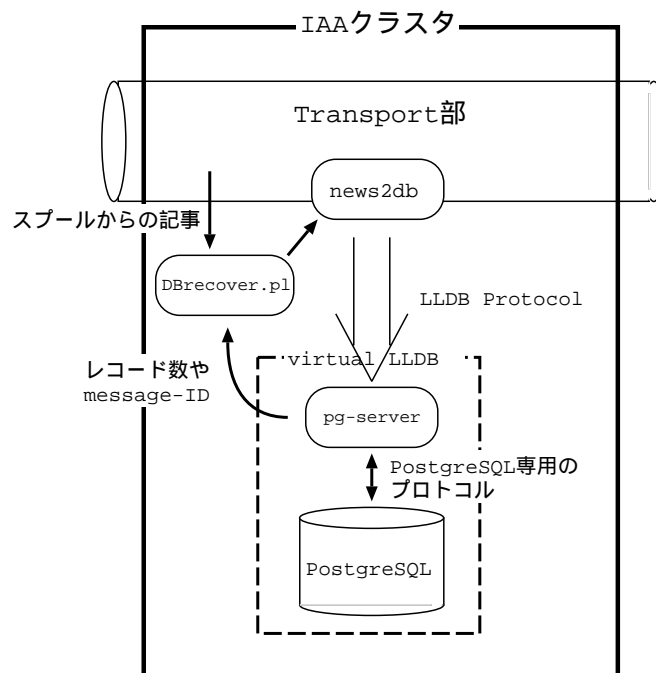 IAAクラスタ
Transport部
news2db
スプールからの記事
DBrecover.pl
LLDB Protocol
virtual LLDB
レコード数や
message-ID
pg-server
PostgreSQL専用の
プロトコル
PostgreSQL